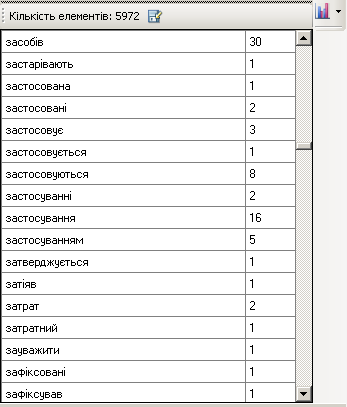 Кількість елементів: 5972
засобів 30
застарівають 1
застосована 1
застосовані 2
застосовує 3
застосовується 1
застосовуються 8
застосуванні 2
застосування 16
застосуванням 5
затверджується 1
затіяв 1
затрат 2
затратний 1
зауважити 1
зафіксовані 1
зафіксував 1